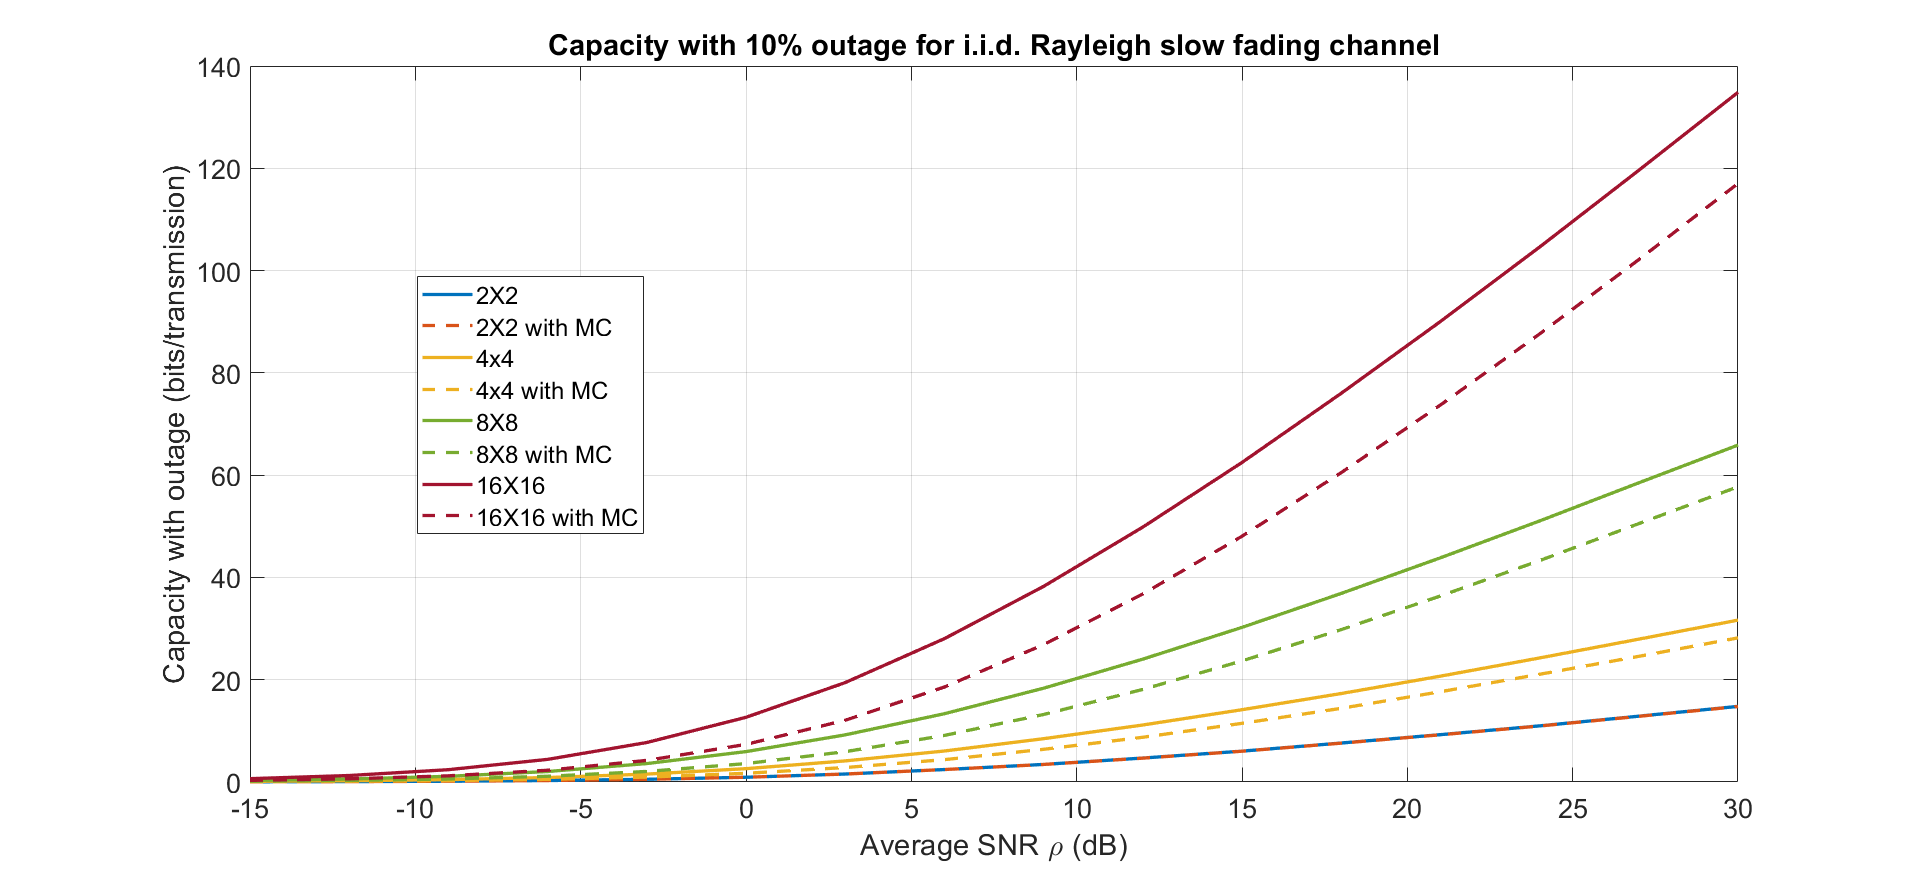 Capacity with 10% outage for i.i.d. Rayleigh slow fading channel
140
120
100
80
60
40
20
0
Capacity with outage (bits/transmission)
2X2
2X2 with MC
4x4
4x4 with MC
8X8
8X8 with MC
16X16
16X16 with MC
-15 -10 -5 0 5 10 15 20 25 30
Average SNR ρ (dB)